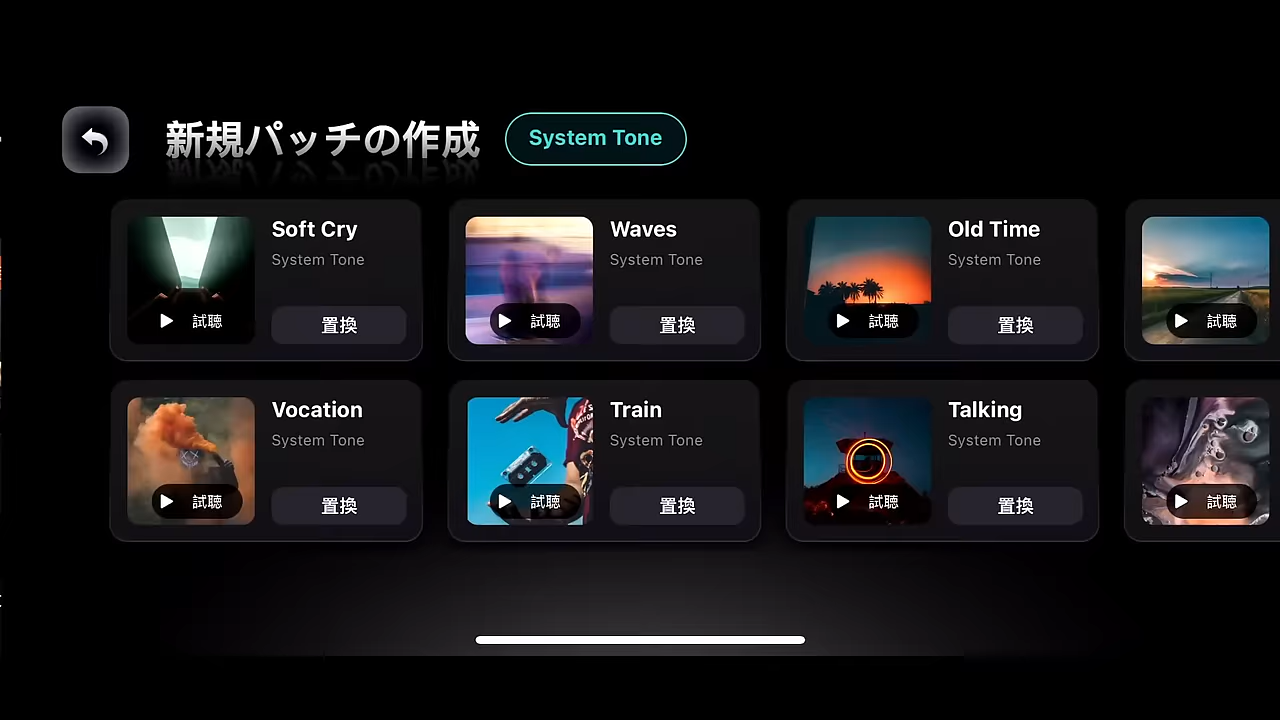 新規パッチの作成
System Tone
Soft Cry
System Tone
試聴
置換
Waves
System Tone
試聴
置換
Old Time
System Tone
試聴
置換
試聴
Vocation
System Tone
試聴
置換
Train
System Tone
試聴
置換
Talking
System Tone
試聴
置換
試聴